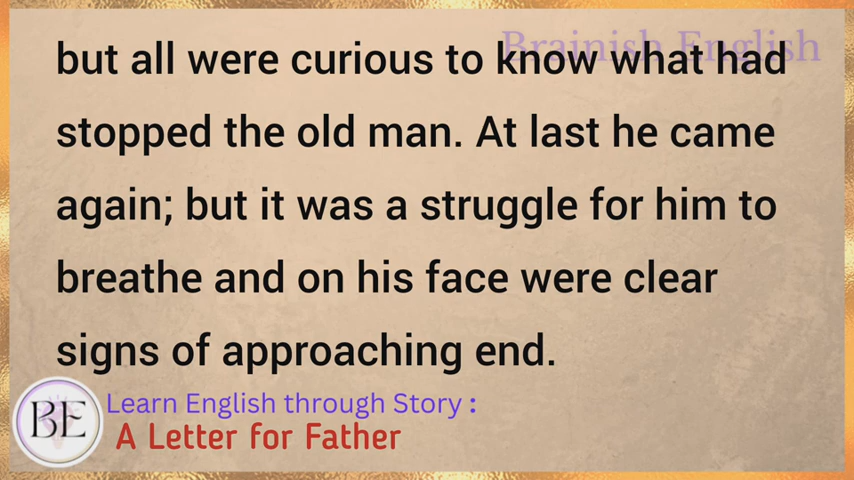 Brainish English
but all were curious to know what had
stopped the old man. At last he came
again; but it was a struggle for him to
breathe and on his face were clear
signs of approaching end.
BE
Learn English through Story :
A Letter for Father